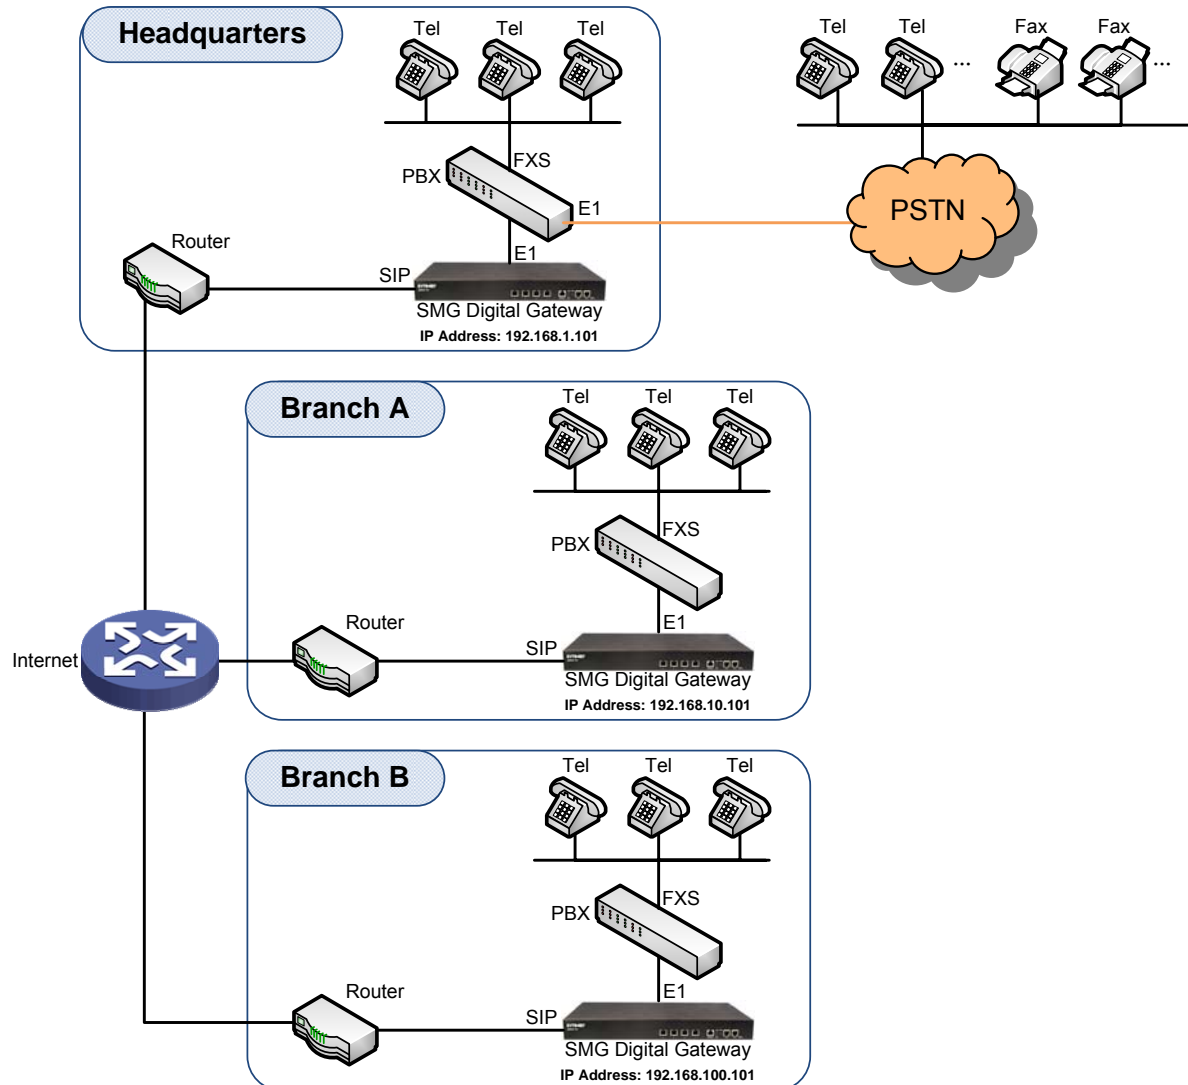 Headquarters
Tel Tel Tel
Tel Tel ... Fax Fax ...
FXS
PBX
E1
PSTN
Router
E1
SIP
SMG Digital Gateway
IP Address: 192.168.1.101
Branch A
Tel Tel Tel
FXS
PBX
Router
E1
SIP
Internet
SMG Digital Gateway
IP Address: 192.168.10.101
Branch B
Tel Tel Tel
FXS
PBX
Router
E1
SIP
SMG Digital Gateway
IP Address: 192.168.100.101